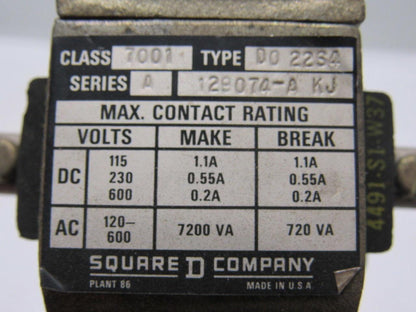 CLASS 7001 TYPE DO 22S4
SERIES A 12B074-A KJ
MAX. CONTACT RATING
VOLTS MAKE BREAK
DC 115 1.1A 1.1A
230 0.55A 0.55A
600 0.2A 0.2A
AC 120–600 7200 VA 720 VA
SQUARE D COMPANY
PLANT 86 MADE IN U.S.A
4491-S1-W37